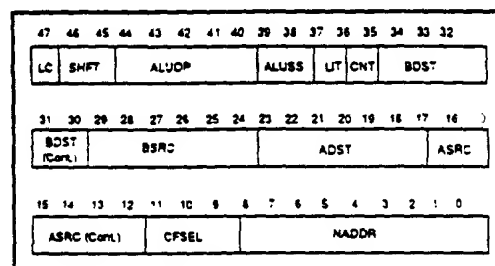 47 46 45 44 43 42 41 40 39 38 37 36 35 34 33 32
LC SHFT ALUOP ALUSS LIT CNT BDST
31 30 29 28 27 26 25 24 23 22 21 20 19 18 17 16
BDST BSRC ADST ASRC
(Cont.)
15 14 13 12 11 10 9 8 7 6 5 4 3 2 1 0
ASRC (Cont.) CFSEL NADDR